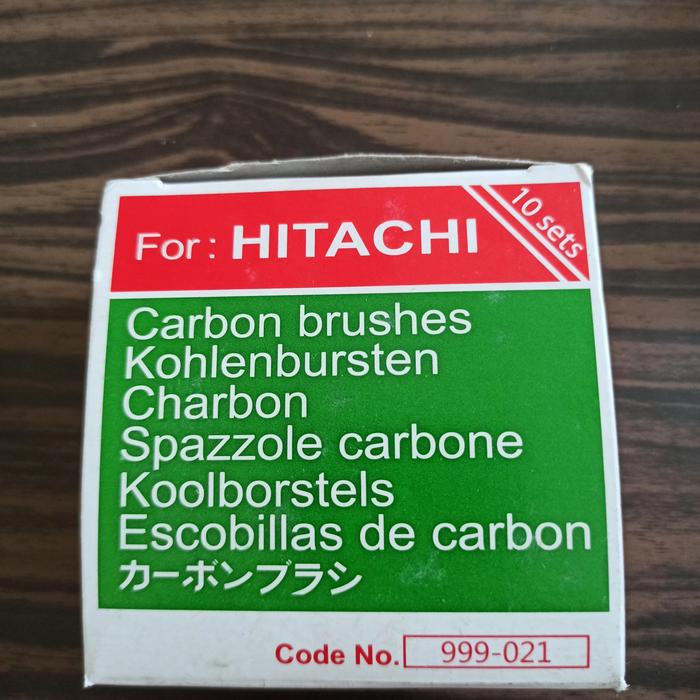 For : HITACHI
10 sets
Carbon brushes
Kohlenbursten
Charbon
Spazzole carbone
Koolborstels
Escobillas de carbon
カーボンブラシ
Code No. 999-021